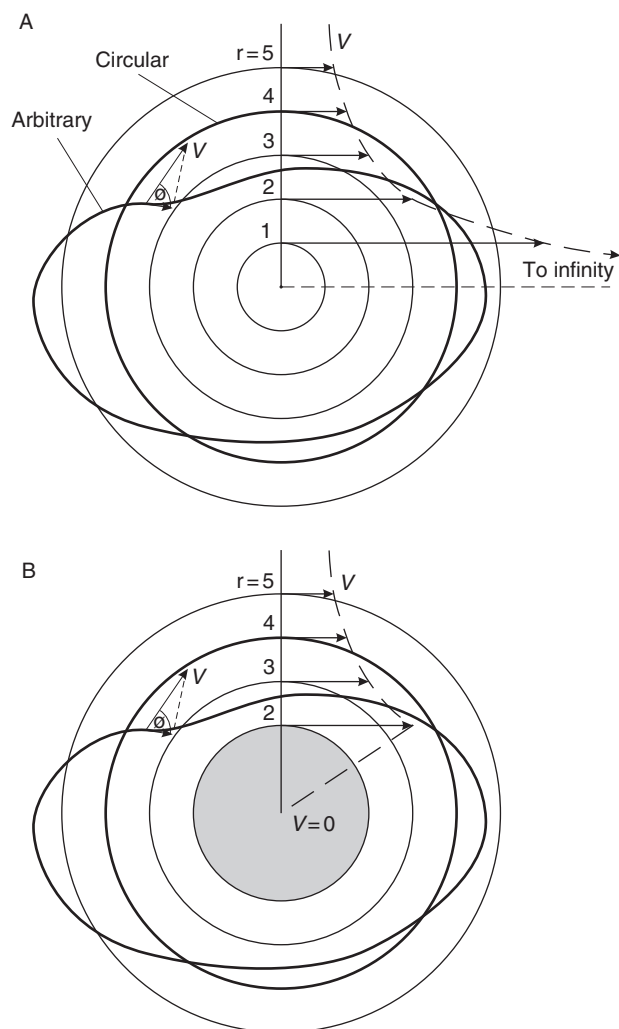 A
V
r = 5
Circular
4
Arbitrary
3
V
2
ø
1
To infinity
B
r = 5
V
4
3
V
2
ø
V = 0